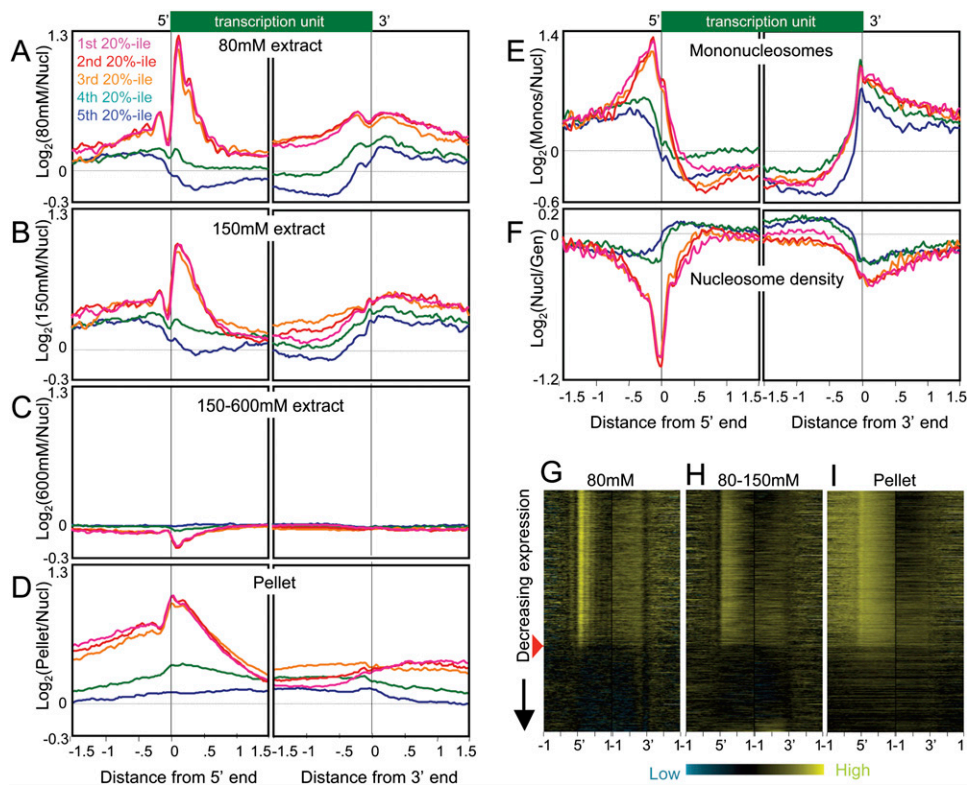 5' transcription unit 3'
A
1.3
80mM extract
1st 20%-ile
2nd 20%-ile
3rd 20%-ile
4th 20%-ile
5th 20%-ile
Log2(80mM/Nucl)
0
-0.3
B
1.3
150mM extract
Log2(150mM/Nucl)
0
-0.3
C
1.3
150-600mM extract
Log2(600mM/Nucl)
0
-0.3
D
1.3
Pellet
Log2(Pellet/Nucl)
0
-0.3
-1.5 -1 -.5 0 .5 1 1.5 -1.5 -1 -.5 0 .5 1 1.5
Distance from 5' end Distance from 3' end
5' transcription unit 3'
E
1.4
Mononucleosomes
Log2(Monos/Nucl)
0
-0.6
F
0.2
0
Log2(Nucl/Gen)
Nucleosome density
-1.2
-1.5 -1 -.5 0 .5 1 1.5 -1.5 -1 -.5 0 .5 1 1.5
Distance from 5' end Distance from 3' end
G 80mM H 80-150mM I Pellet
Decreasing expression
-1 5' 1-1 3' 1-1 5' 1-1 3' 1-1 5' 1-1 3' 1
Low High